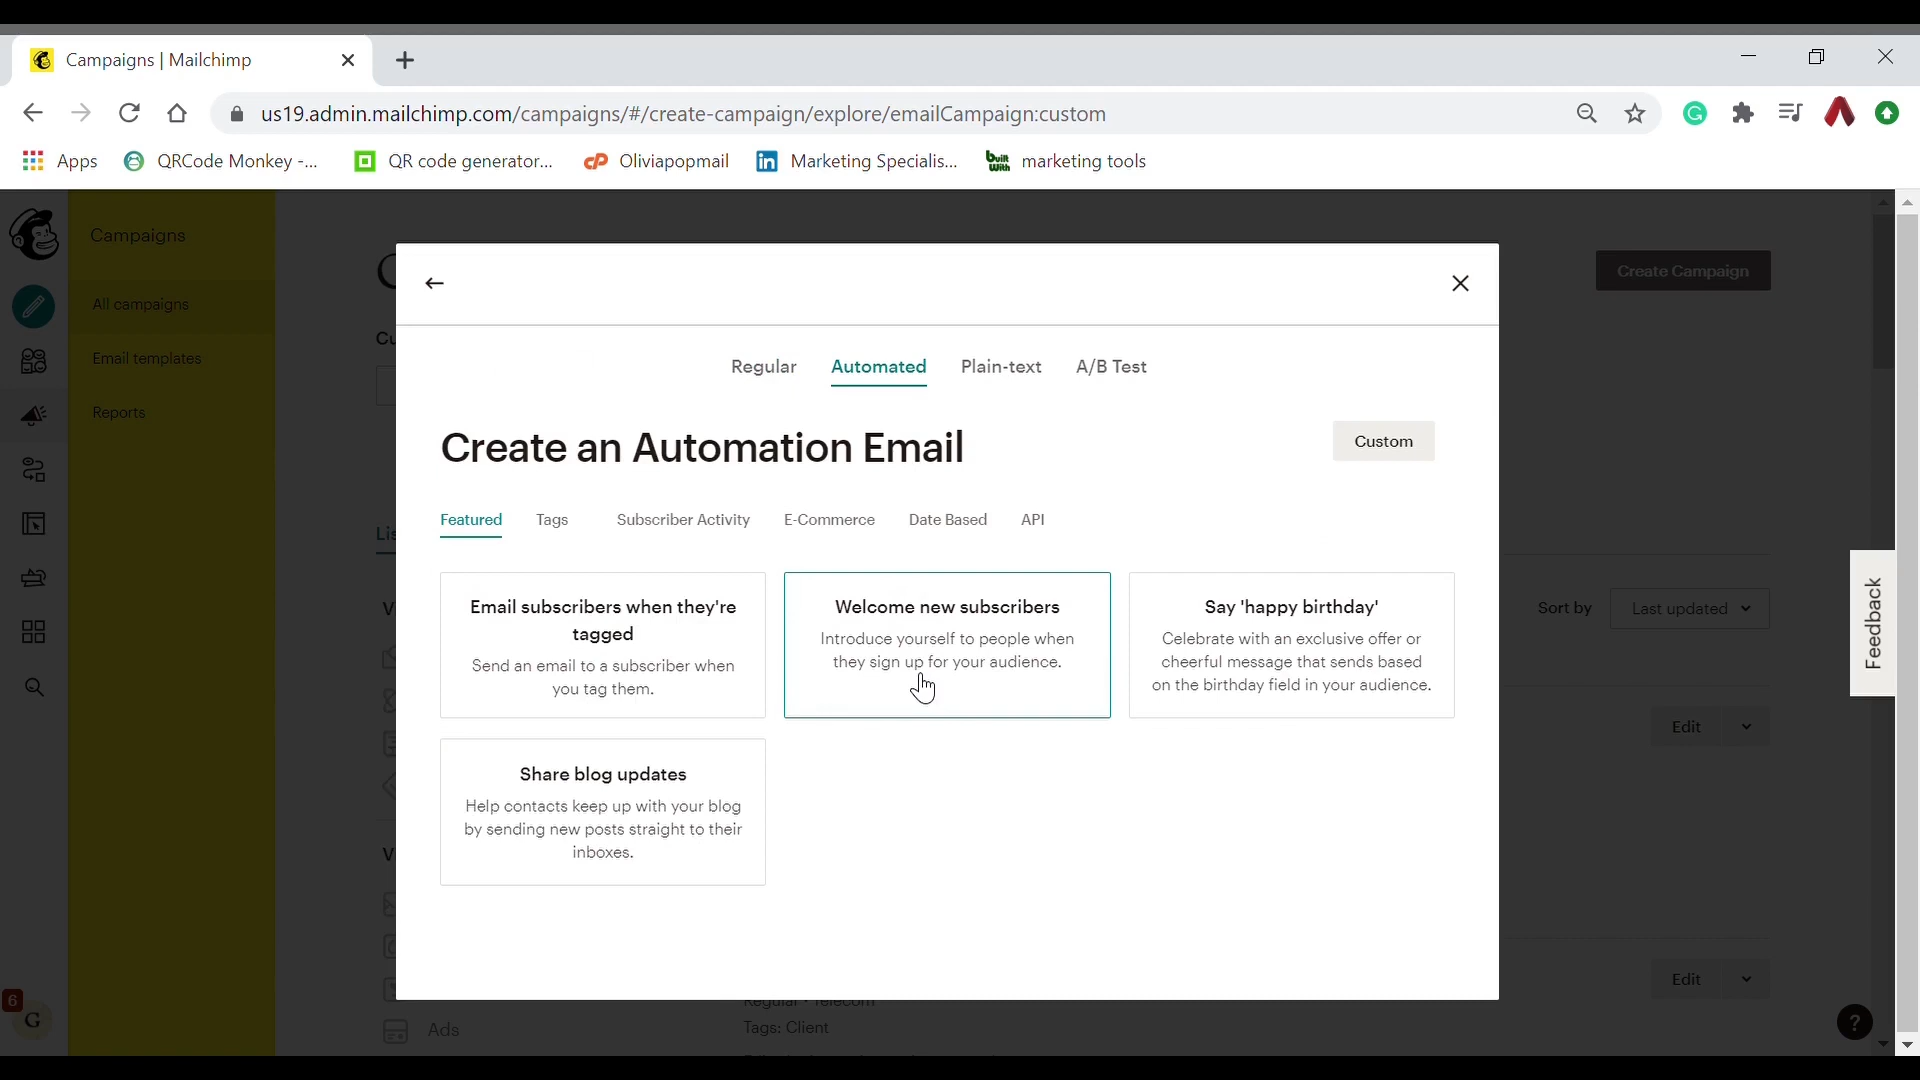 Campaigns | Mailchimp
us19.admin.mailchimp.com/campaigns/#/create-campaign/explore/emailCampaign:custom
Apps QRCode Monkey -... QR code generator... Oliviapopmail Marketing Specialis... marketing tools
Campaigns
All campaigns
Email templates
Reports
Create Campaign
Regular Automated Plain-text A/B Test
Create an Automation Email
Custom
Featured Tags Subscriber Activity E-Commerce Date Based API
Email subscribers when they're
tagged
Send an email to a subscriber when
you tag them.
Welcome new subscribers
Introduce yourself to people when
they sign up for your audience.
Say 'happy birthday'
Celebrate with an exclusive offer or
cheerful message that sends based
on the birthday field in your audience.
Share blog updates
Help contacts keep up with your blog
by sending new posts straight to their
inboxes.
Sort by Last updated
Feedback
Edit
Edit
6
G
Ads
Regular • Telecom
Tags: Client
?